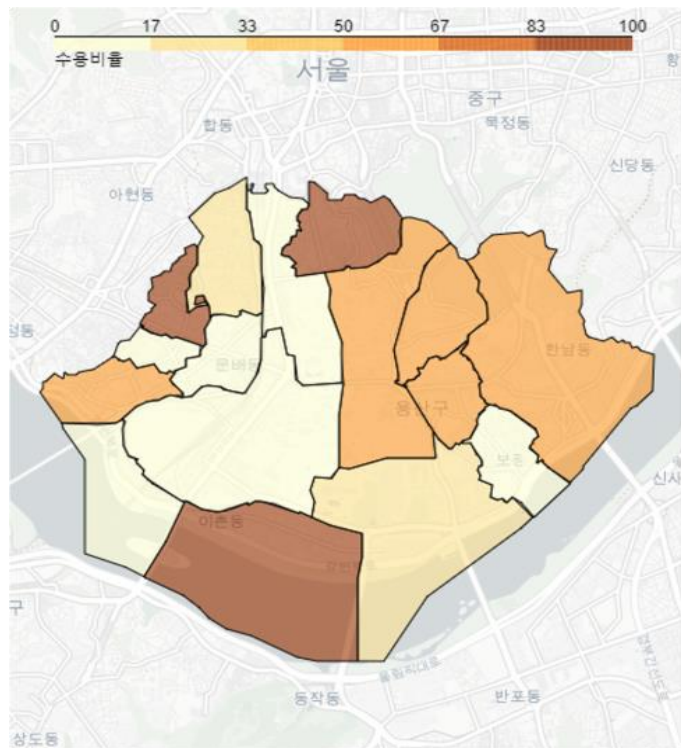 0 17 33 50 67 83 100
수용비율
서울
중구
묵정동
합동
신당동
아현동
문배동
한남동
용산구
보광
신사
이촌동
구
동작동
반포동
상도동